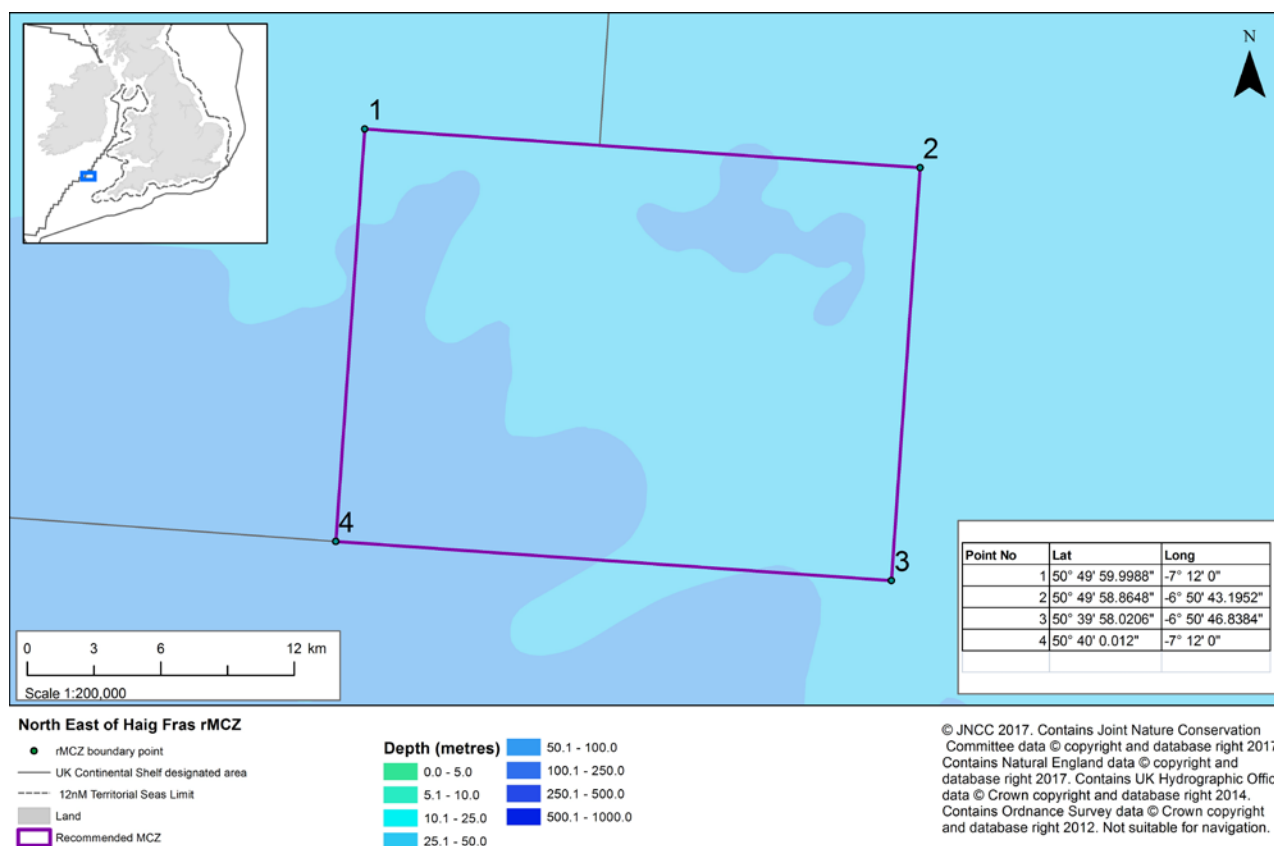 N
1
2
4
3
Point No Lat Long
1 50° 49' 59.9988" -7° 12' 0"
2 50° 49' 58.8648" -6° 50' 43.1952"
3 50° 39' 58.0206" -6° 50' 46.8384"
4 50° 40' 0.012" -7° 12' 0"
0 3 6 12 km
Scale 1:200,000
North East of Haig Fras rMCZ
rMCZ boundary point
UK Continental Shelf designated area
12nM Territorial Seas Limit
Land
Recommended MCZ
Depth (metres)
0.0 - 5.0
5.1 - 10.0
10.1 - 25.0
25.1 - 50.0
50.1 - 100.0
100.1 - 250.0
250.1 - 500.0
500.1 - 1000.0
© JNCC 2017. Contains Joint Nature Conservation
Committee data © copyright and database right 2017
Contains Natural England data © copyright and
database right 2017. Contains UK Hydrographic Offic
data © Crown copyright and database right 2014.
Contains Ordnance Survey data © Crown copyright
and database right 2012. Not suitable for navigation.